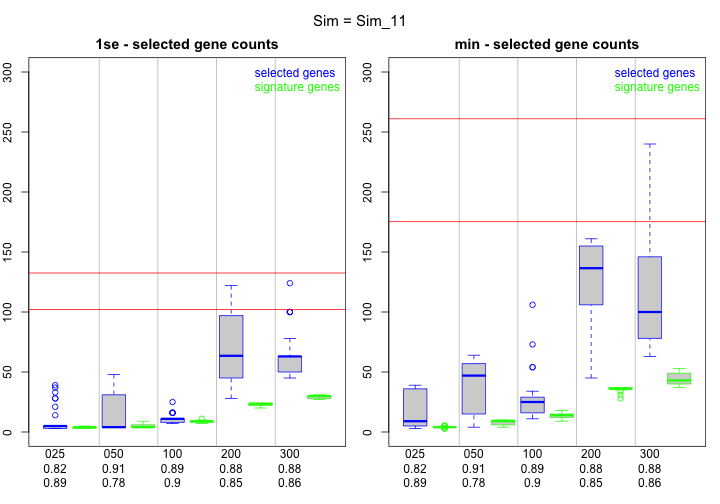 Sim = Sim_11
1se - selected gene counts
min - selected gene counts
300
250
200
150
100
50
0
selected genes
signature genes
025 050 100 200 300
0.82 0.91 0.89 0.88 0.88
0.89 0.78 0.9 0.85 0.86
300
250
200
150
100
50
0
selected genes
signature genes
025 050 100 200 300
0.82 0.91 0.89 0.88 0.88
0.89 0.78 0.9 0.85 0.86